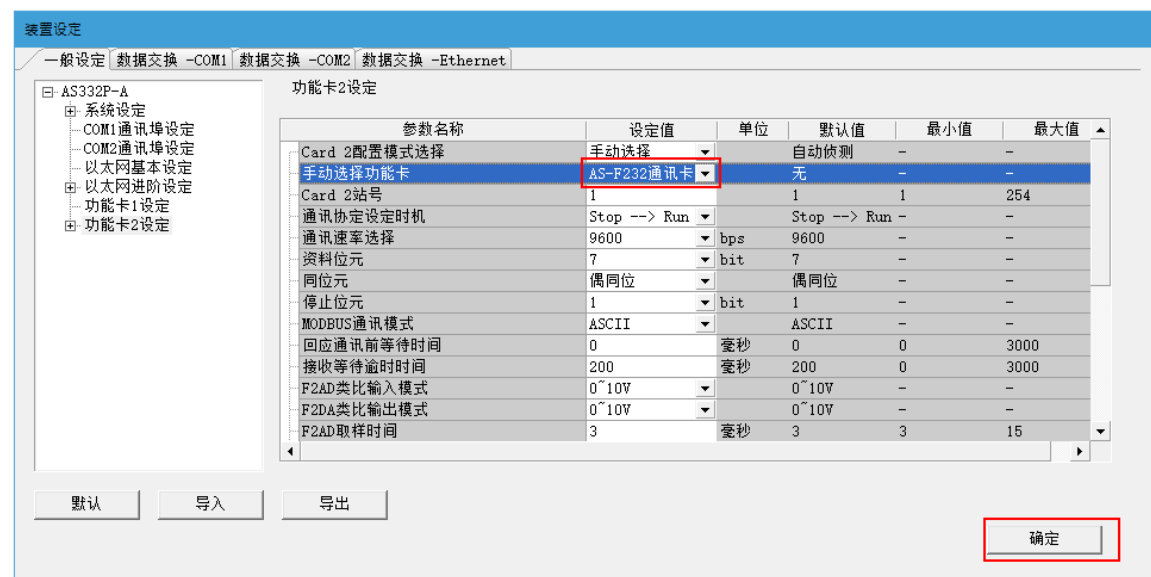 装置设定
一般设定 数据交换 -COM1 数据交换 -COM2 数据交换 -Ethernet
AS332P-A
系统设定
COM1通讯埠设定
COM2通讯埠设定
以太网基本设定
以太网进阶设定
功能卡1设定
功能卡2设定
功能卡2设定
参数名称 设定值 单位 默认值 最小值 最大值
Card 2配置模式选择 手动选择 自动侦测 - -
手动选择功能卡 AS-F232通讯卡 无 - -
Card 2站号 1 1 1 254
通讯协定设定时机 Stop --> Run Stop --> Run - -
通讯速率选择 9600 bps 9600 - -
资料位元 7 bit 7 - -
同位元 偶同位 偶同位 - -
停止位元 1 bit 1 - -
MODBUS通讯模式 ASCII ASCII - -
回应通讯前等待时间 0 毫秒 0 0 3000
接收等待逾时时间 200 毫秒 200 0 3000
F2AD类比输入模式 0~10V 0~10V - -
F2DA类比输出模式 0~10V 0~10V - -
F2AD取样时间 3 毫秒 3 3 15
默认 导入 导出
确定